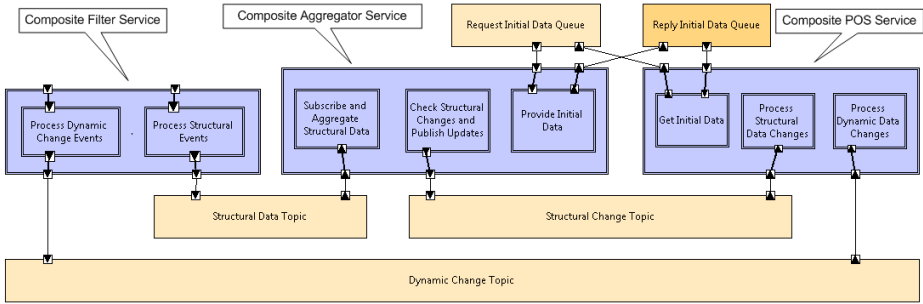 Composite Filter Service
Composite Aggregator Service
Request Initial Data Queue
Reply Initial Data Queue
Composite POS Service
Process Dynamic
Change Events
Process Structural
Events
Subscribe and
Aggregate
Structural Data
Check Structural
Changes and
Publish Updates
Provide Initial
Data
Get Initial Data
Process
Structural
Data Changes
Process
Dynamic Data
Changes
Structural Data Topic
Structural Change Topic
Dynamic Change Topic